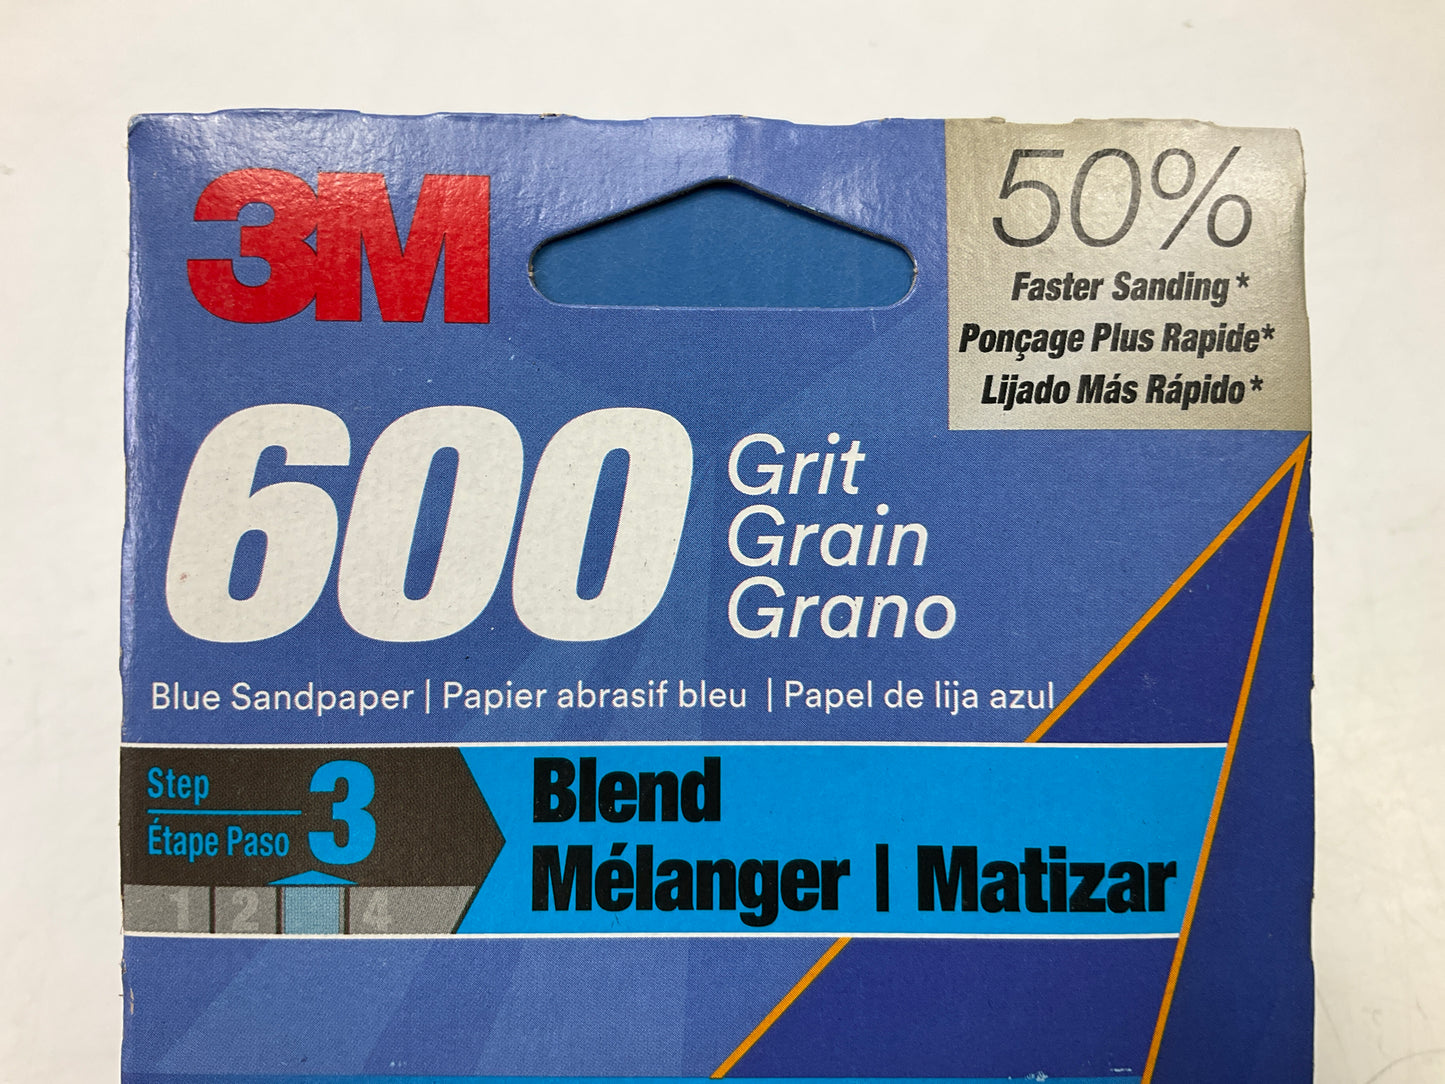 3M
50%
Faster Sanding*
Ponçage Plus Rapide*
Lijado Más Rápido*
600
Grit
Grain
Grano
Blue Sandpaper | Papier abrasif bleu | Papel de lija azul
Step
Étape Paso
3
1 2 4
Blend
Mélanger | Matizar